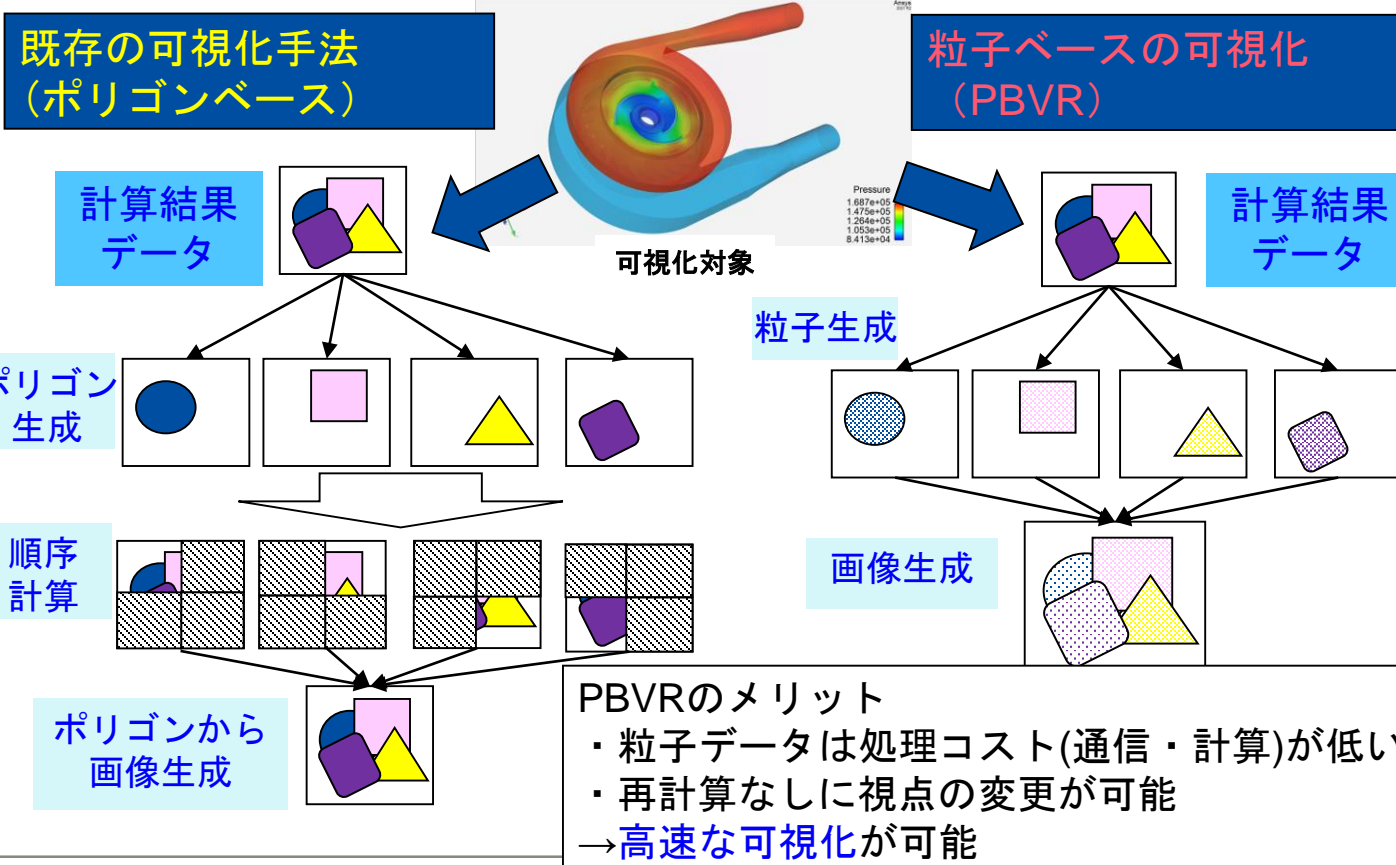 既存の可視化手法
（ポリゴンベース）
Ansys
粒子ベースの可視化
（PBVR）
計算結果
データ
Pressure
1.687e+05
1.475e+05
1.264e+05
1.053e+05
8.413e+04
可視化対象
計算結果
データ
粒子生成
ポリゴン
生成
順序
計算
画像生成
ポリゴンから
画像生成
PBVRのメリット
・粒子データは処理コスト(通信・計算)が低い
・再計算なしに視点の変更が可能
→高速な可視化が可能